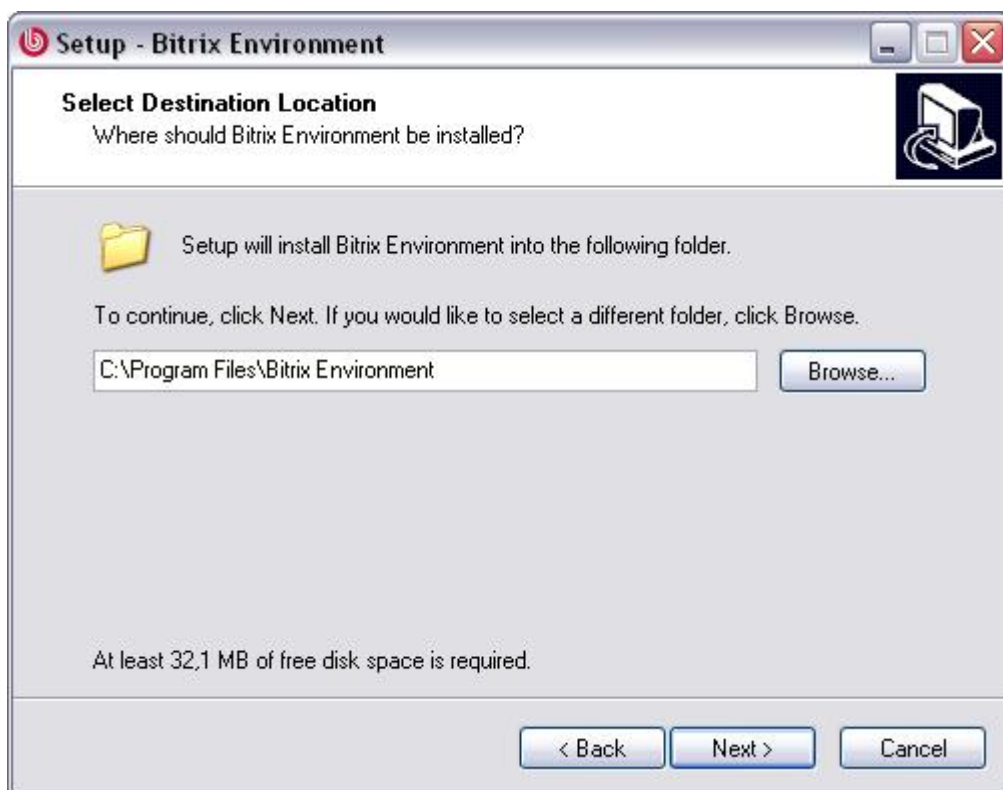 Setup - Bitrix Environment
Select Destination Location
Where should Bitrix Environment be installed?
Setup will install Bitrix Environment into the following folder.
To continue, click Next. If you would like to select a different folder, click Browse.
C:\Program Files\Bitrix Environment
Browse...
At least 32,1 MB of free disk space is required.
< Back
Next >
Cancel